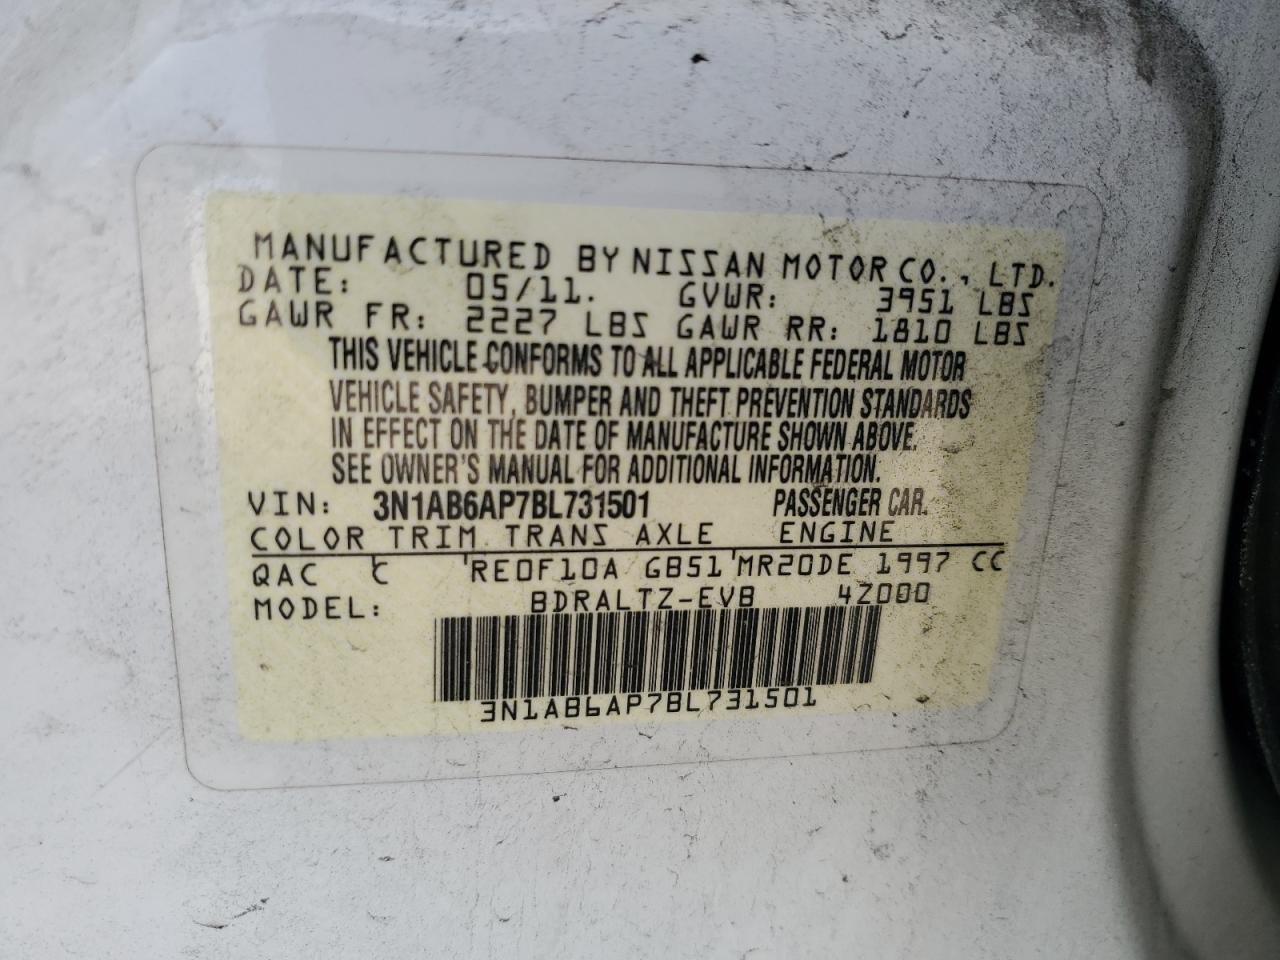 MANUFACTURED BY NISSAN MOTOR CO., LTD.
DATE: 05/11. GVWR: 3951 LBS
GAWR FR: 2227 LBS GAWR RR: 1810 LBS
THIS VEHICLE CONFORMS TO ALL APPLICABLE FEDERAL MOTOR
VEHICLE SAFETY, BUMPER AND THEFT PREVENTION STANDARDS
IN EFFECT ON THE DATE OF MANUFACTURE SHOWN ABOVE.
SEE OWNER'S MANUAL FOR ADDITIONAL INFORMATION.
VIN: 3N1AB6AP7BL731501 PASSENGER CAR.
COLOR TRIM TRANS AXLE ENGINE
QAC C RE0F10A GB51 MR20DE 1997 CC
MODEL: BDRALTZ-EVB 4Z000
3N1AB6AP7BL731501